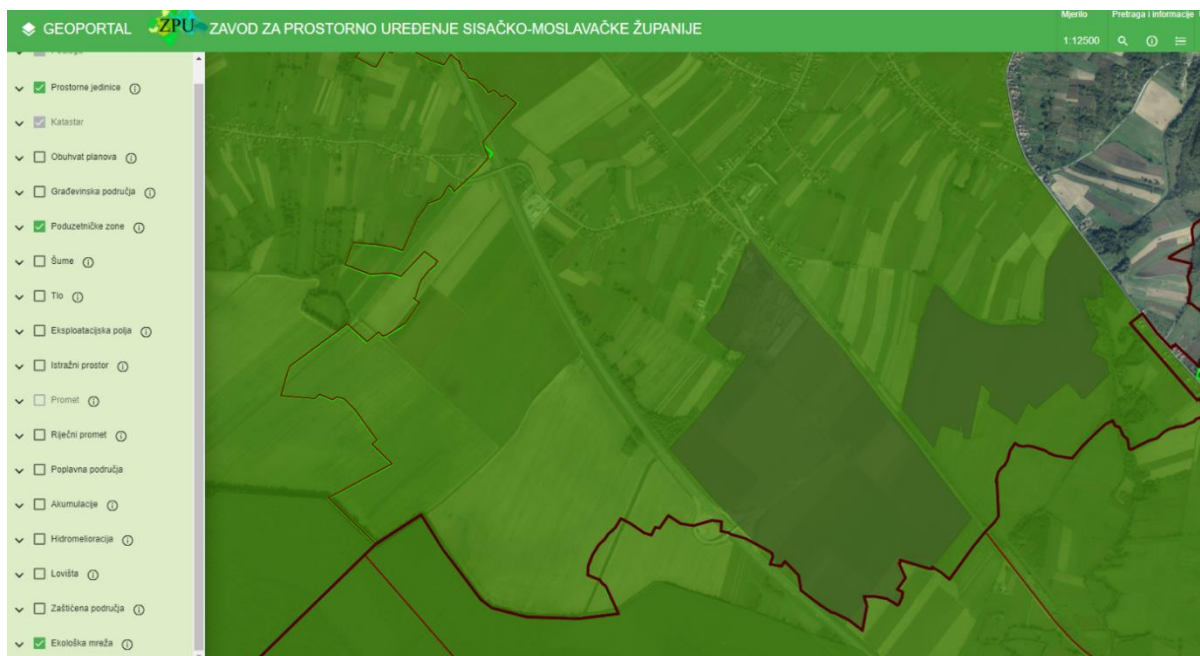 GEOPORTAL
ZPU
ZAVOD ZA PROSTORNO UREĐENJE SISAČKO-MOSLAVAČKE ŽUPANIJE
Mjerilo
Pretraga i informacije
1:12500
Prostorne jedinice
Katastar
Obuhvat planova
Građevinska područja
Poduzetničke zone
Šume
Tlo
Eksploatacijska polja
Istražni prostor
Promet
Riječni promet
Poplavna područja
Akumulacije
Hidromelioracija
Lovišta
Zaštićena područja
Ekološka mreža